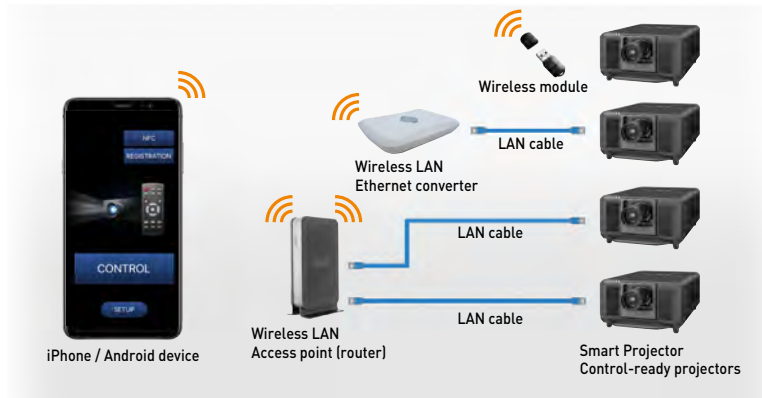 Wireless module
NFC
REGISTRATION
LAN cable
Wireless LAN
Ethernet converter
LAN cable
CONTROL
SETUP
LAN cable
Wireless LAN
Access point (router)
iPhone / Android device
Smart Projector
Control-ready projectors